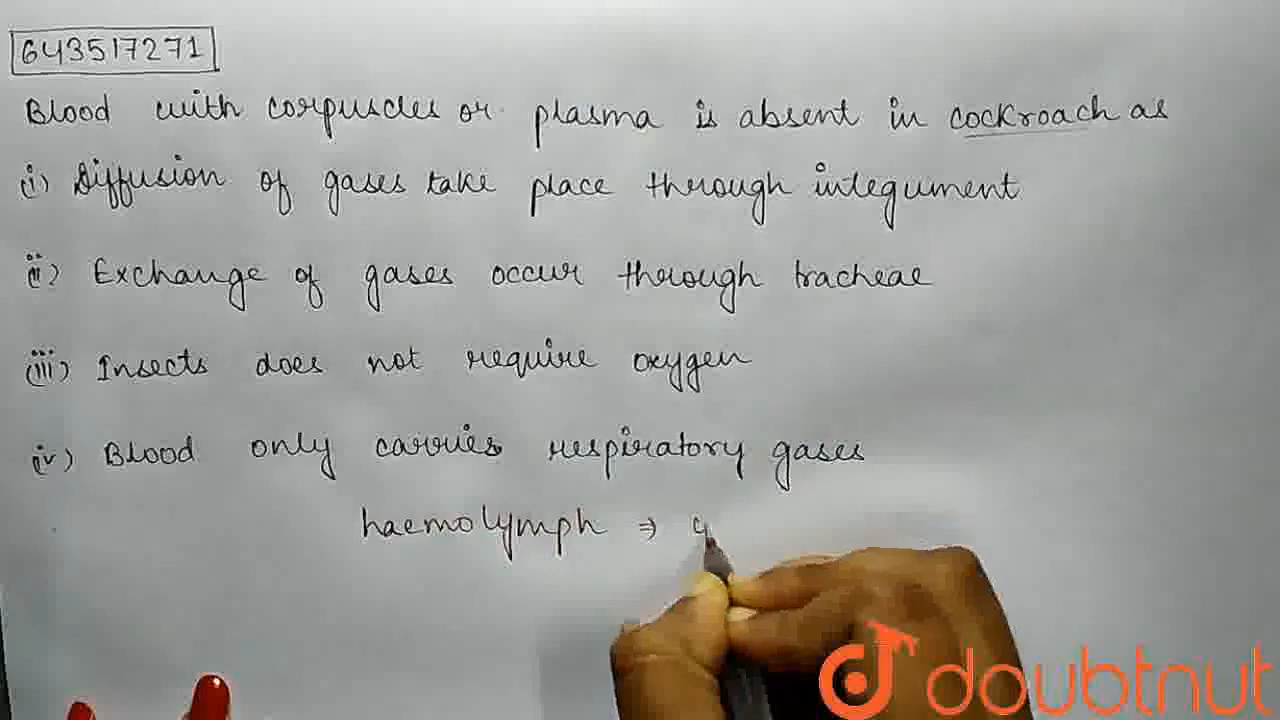 643517271
Blood with corpuscles or plasma is absent in cockroach as
(i) Diffusion of gases take place through integument
(ii) Exchange of gases occur through tracheae
(iii) Insects does not require oxygen
(iv) Blood only carries respiratory gases
haemolymph ⇒
doubtnut